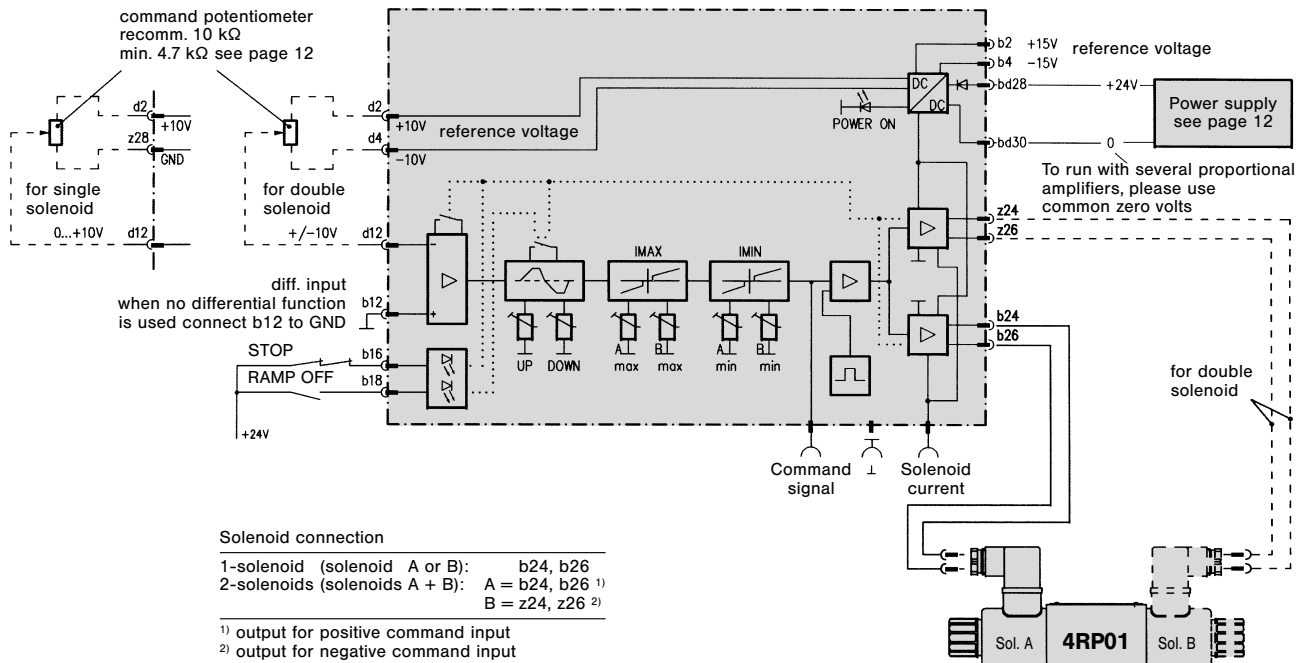 command potentiometer
recomm. 10 kΩ
min. 4.7 kΩ see page 12
d2
+10V
z28
GND
for single
solenoid
0...+10V
d12
d2
+10V
reference voltage
d4
-10V
for double
solenoid
+/−10V
d12
diff. input
when no differential function
is used connect b12 to GND
b12
STOP
b16
RAMP OFF
b18
+24V
b2 +15V reference voltage
b4 -15V
DC
DC
POWER ON
bd28 +24V
Power supply
see page 12
bd30 0
To run with several proportional
amplifiers, please use
common zero volts
z24
z26
−
+
IMAX
IMIN
UP
DOWN
A
max
B
max
A
min
B
min
b24
b26
for double
solenoid
Command
signal
Solenoid
current
Solenoid connection
1-solenoid (solenoid A or B): b24, b26
2-solenoids (solenoids A + B): A = b24, b26 1)
B = z24, z26 2)
1) output for positive command input
2) output for negative command input
Sol. A
4RP01
Sol. B